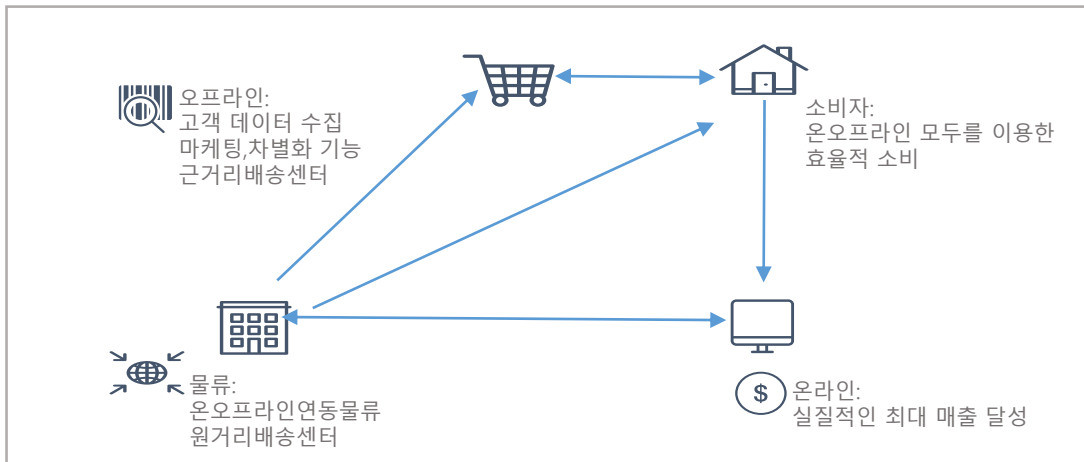 오프라인:
고객 데이터 수집
마케팅,차별화 기능
근거리배송센터
소비자:
온오프라인 모두를 이용한
효율적 소비
물류:
온오프라인연동물류
원거리배송센터
$
온라인:
실질적인 최대 매출 달성